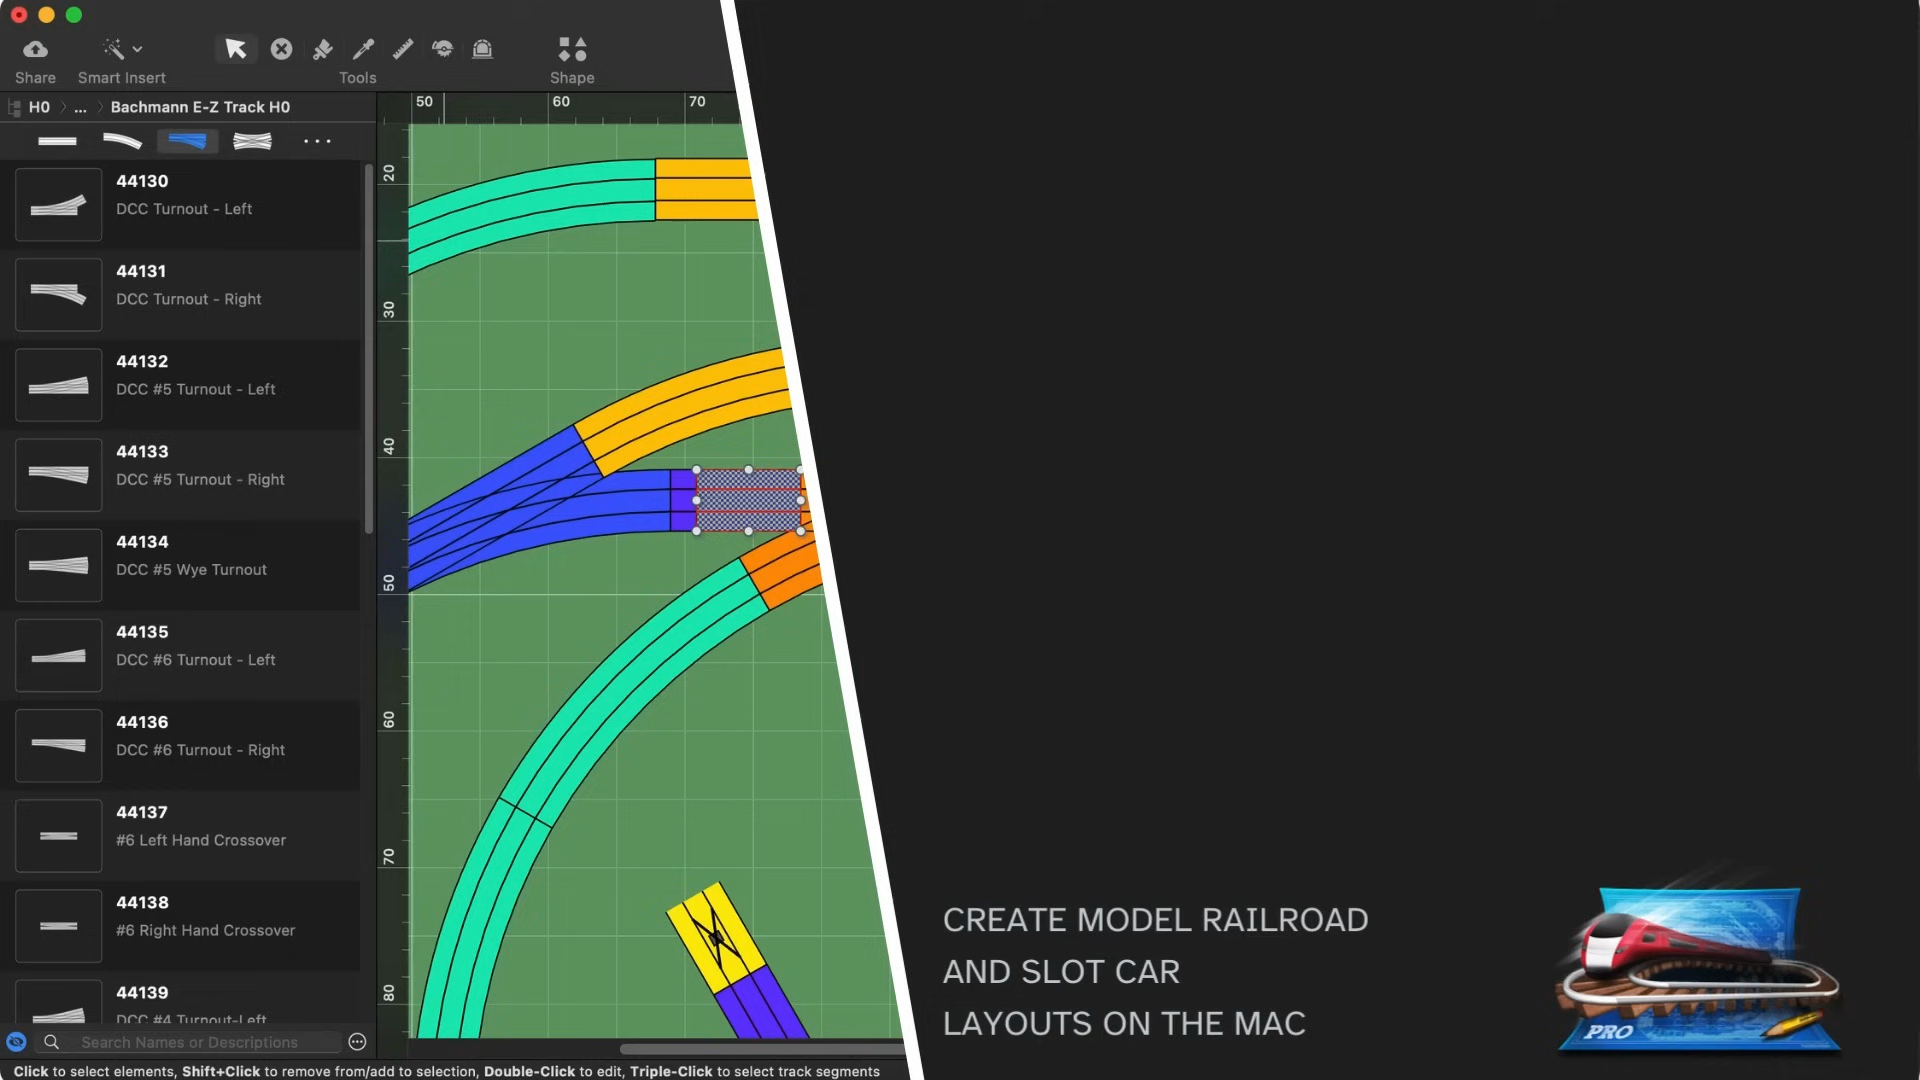 Share
Smart Insert
Tools
Shape
H0 > ... > Bachmann E-Z Track H0
50 60 70
20
30
40
50
60
70
80
44130
DCC Turnout - Left
44131
DCC Turnout - Right
44132
DCC #5 Turnout - Left
44133
DCC #5 Turnout - Right
44134
DCC #5 Wye Turnout
44135
DCC #6 Turnout - Left
44136
DCC #6 Turnout - Right
44137
#6 Left Hand Crossover
44138
#6 Right Hand Crossover
44139
DCC #4 Turnout-Left
Search Names or Descriptions
Click to select elements, Shift+Click to remove from/add to selection, Double-Click to edit, Triple-Click to select track segments
CREATE MODEL RAILROAD
AND SLOT CAR
LAYOUTS ON THE MAC
PRO